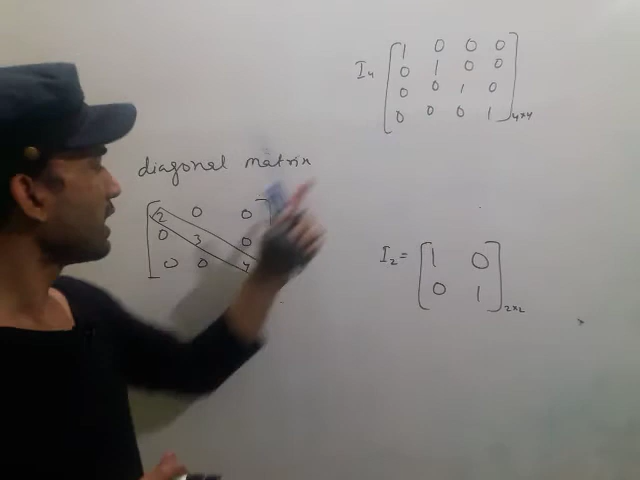 diagonal matrix
2 0 0
0 3 0
0 0 4
I4 1 0 0 0
0 1 0 0
0 0 1 0
0 0 0 1 4×4
I2= 1 0
0 1 2×2